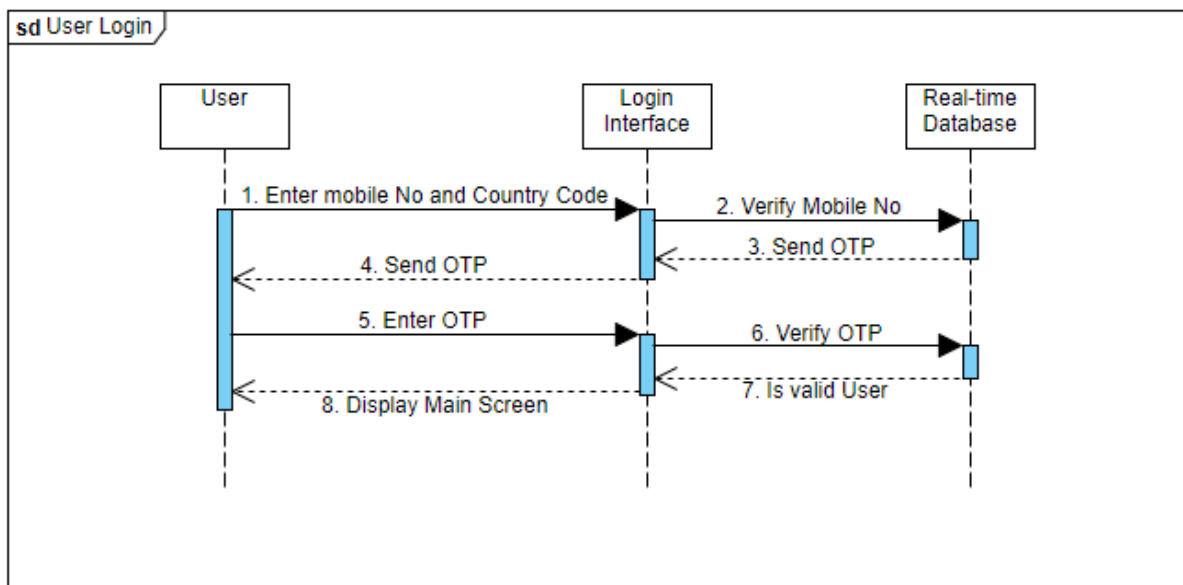 sd User Login
User
Login
Interface
Real-time
Database
1. Enter mobile No and Country Code
2. Verify Mobile No
3. Send OTP
4. Send OTP
5. Enter OTP
6. Verify OTP
7. Is valid User
8. Display Main Screen